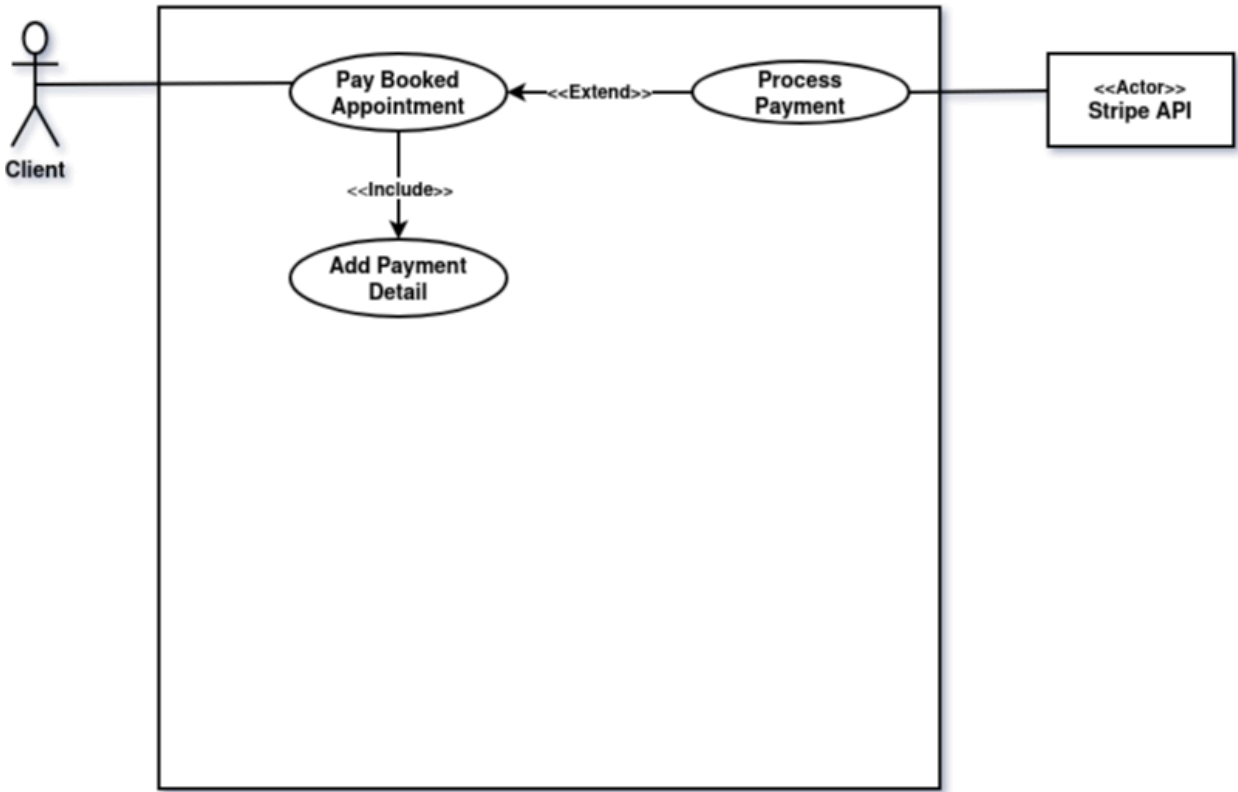 Pay Booked
Appointment
<<Extend>>
Process
Payment
<<Actor>>
Stripe API
Client
<<Include>>
Add Payment
Detail